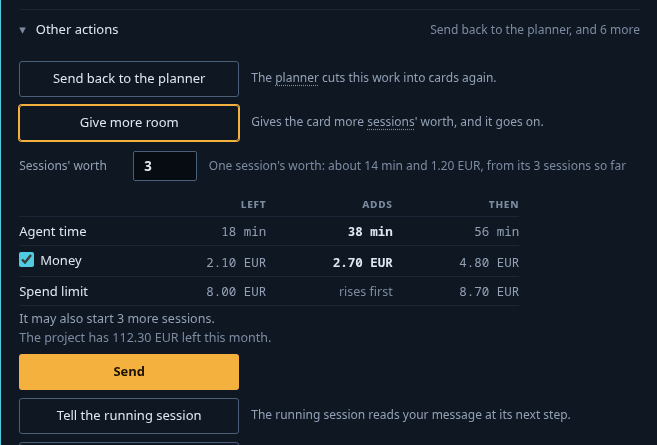 ▼ Other actions Send back to the planner, and 6 more
Send back to the planner The planner cuts this work into cards again.
Give more room Gives the card more sessions' worth, and it goes on.
Sessions' worth 3 One session's worth: about 14 min and 1.20 EUR, from its 3 sessions so far
LEFT ADDS THEN
Agent time 18 min 38 min 56 min
Money 2.10 EUR 2.70 EUR 4.80 EUR
Spend limit 8.00 EUR rises first 8.70 EUR
It may also start 3 more sessions.
The project has 112.30 EUR left this month.
Send
Tell the running session The running session reads your message at its next step.